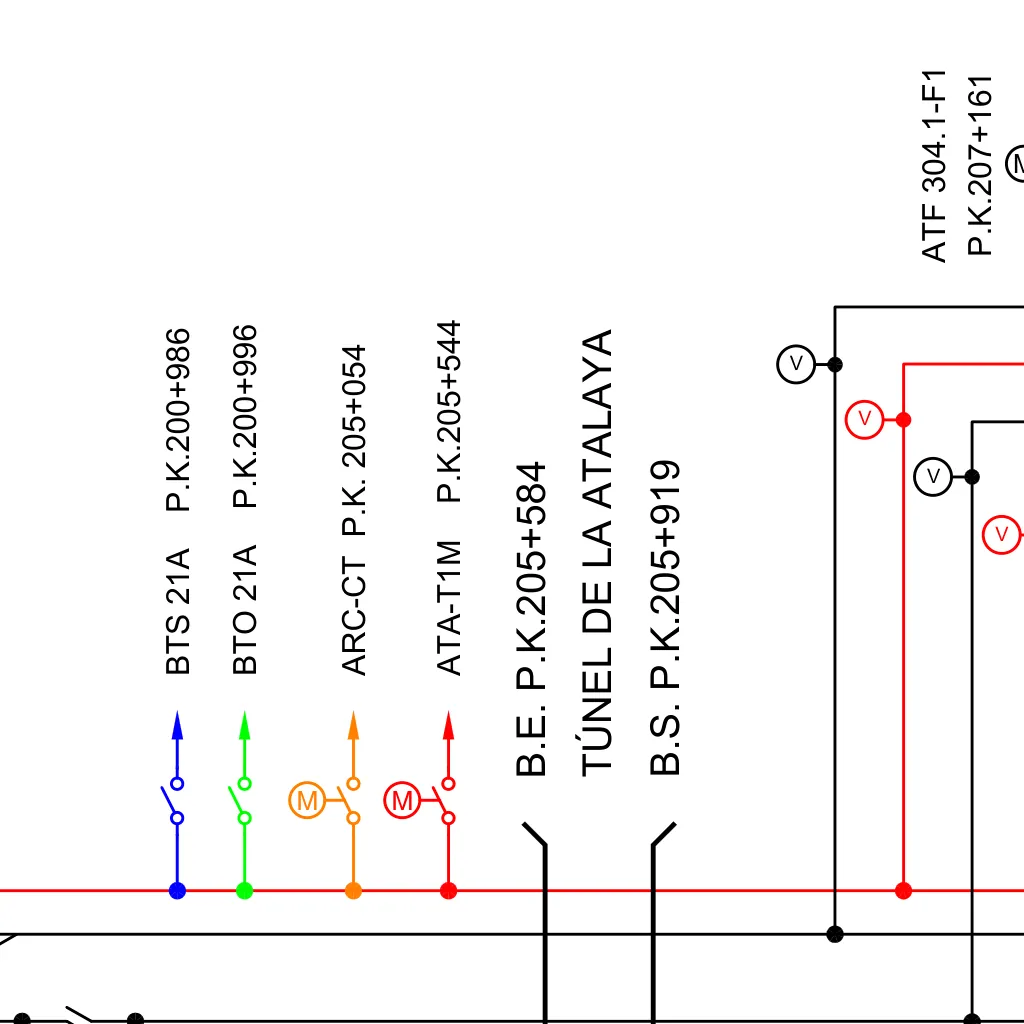 BTS 21A P.K.200+986
BTO 21A P.K.200+996
ARC-CT P.K. 205+054
ATA-T1M P.K.205+544
B.E. P.K.205+584
TÚNEL DE LA ATALAYA
B.S. P.K.205+919
ATF 304.1-F1
P.K.207+161
M
V
V
V
V
M
M